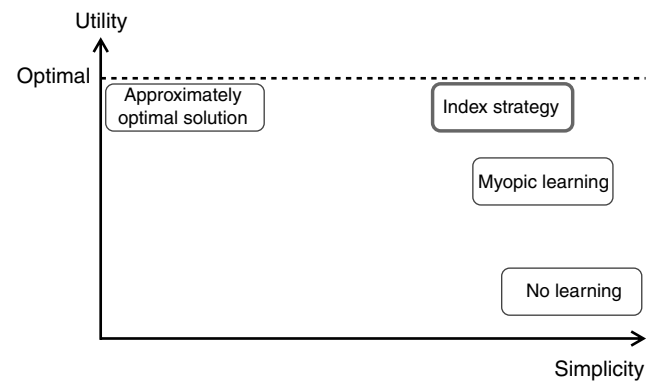 Utility
Optimal
Approximately
optimal solution
Index strategy
Myopic learning
No learning
Simplicity